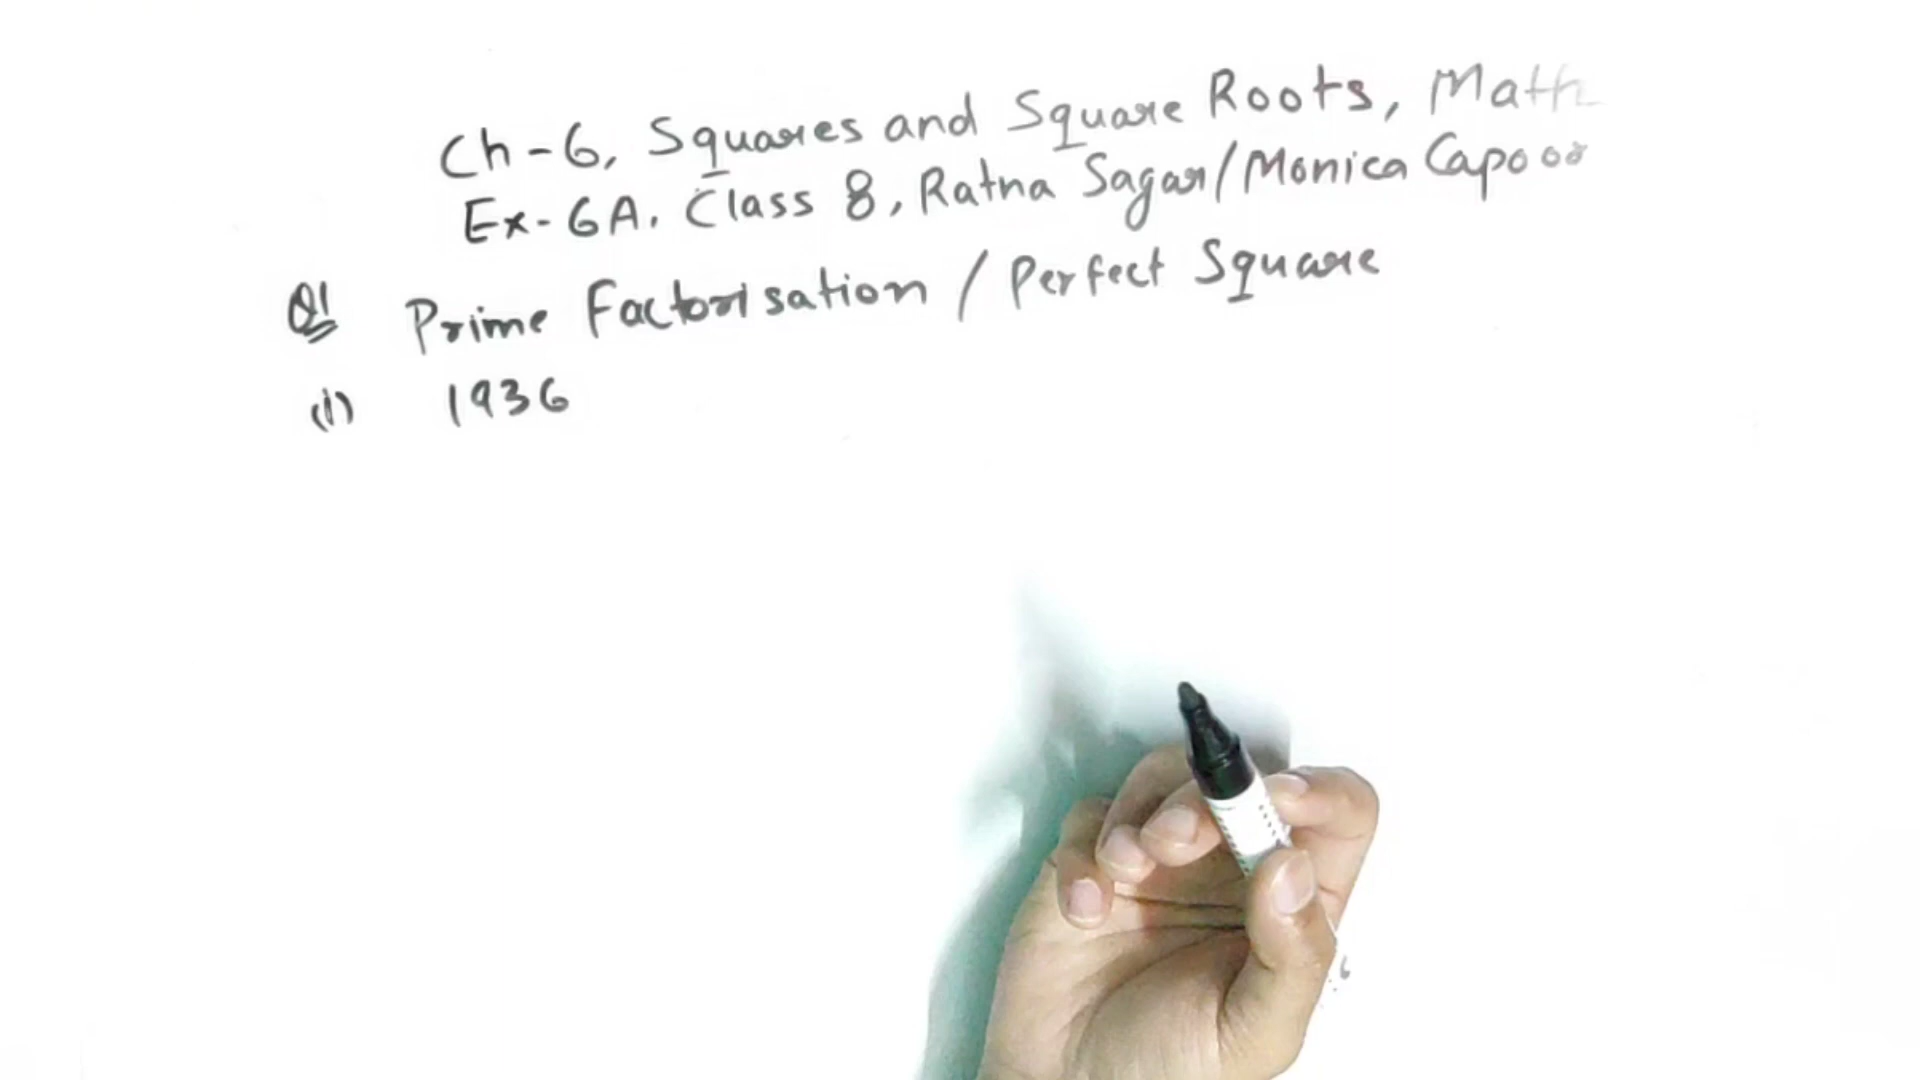 Ch-6, Squares and Square Roots, Math
Ex-6A, Class 8, Ratna Sagar/Monica Capoor
Q1 Prime Factorisation / Perfect Square
(i) 1936